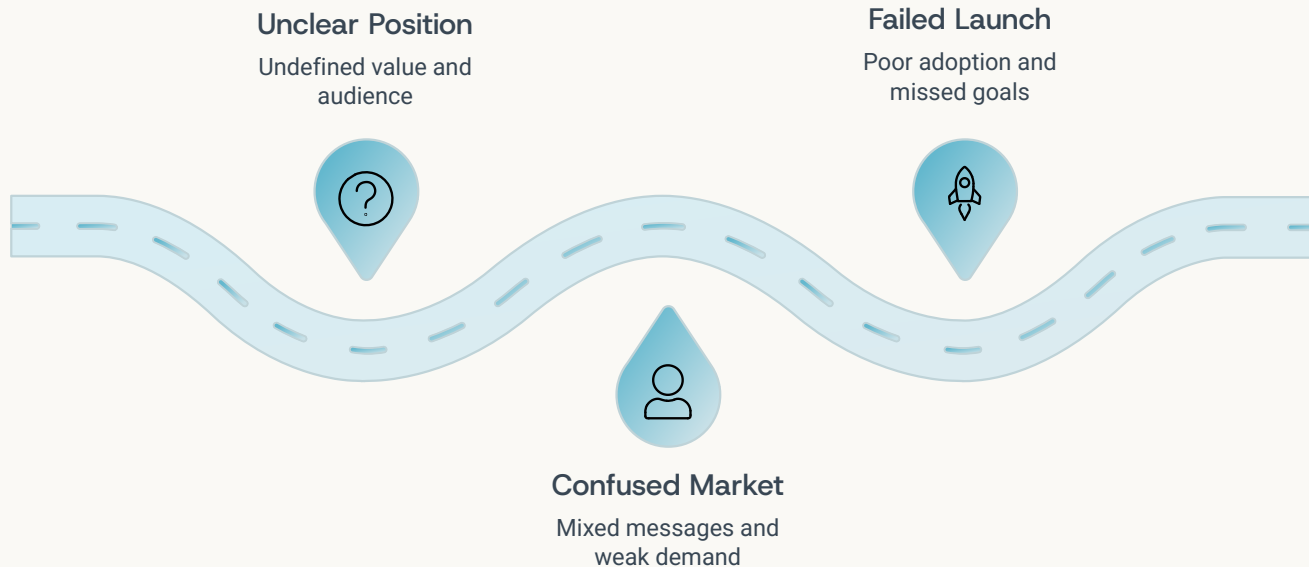 Unclear Position
Undefined value and
audience
Confused Market
Mixed messages and
weak demand
Failed Launch
Poor adoption and
missed goals